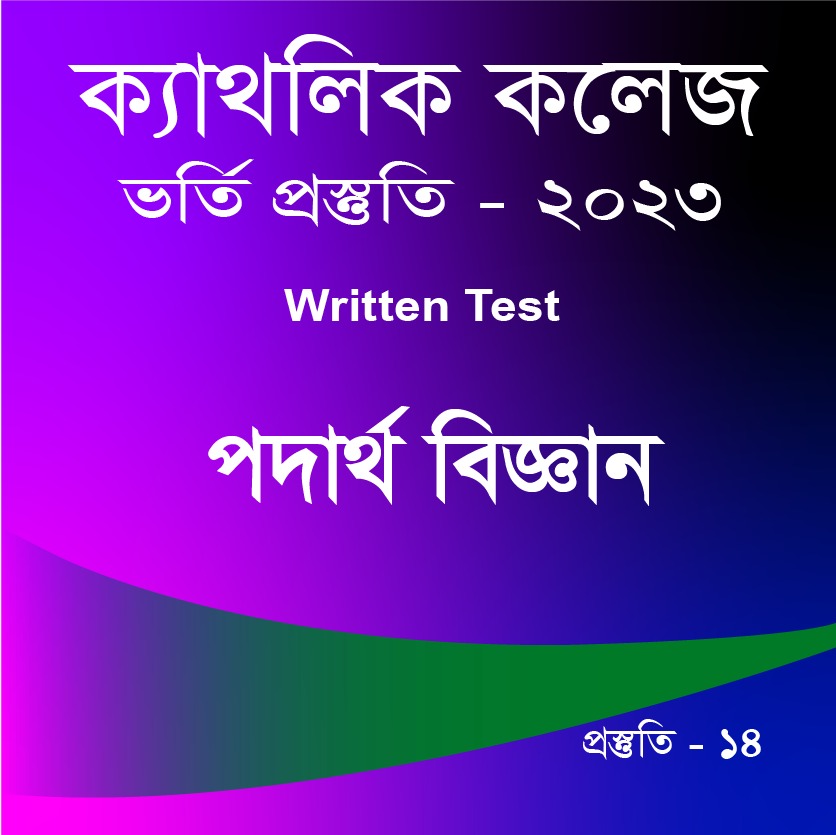 ক্যাথলিক কলেজ
ভর্তি প্রস্তুতি - ২০২৩
Written Test
পদার্থ বিজ্ঞান
প্রস্তুতি - ১৪